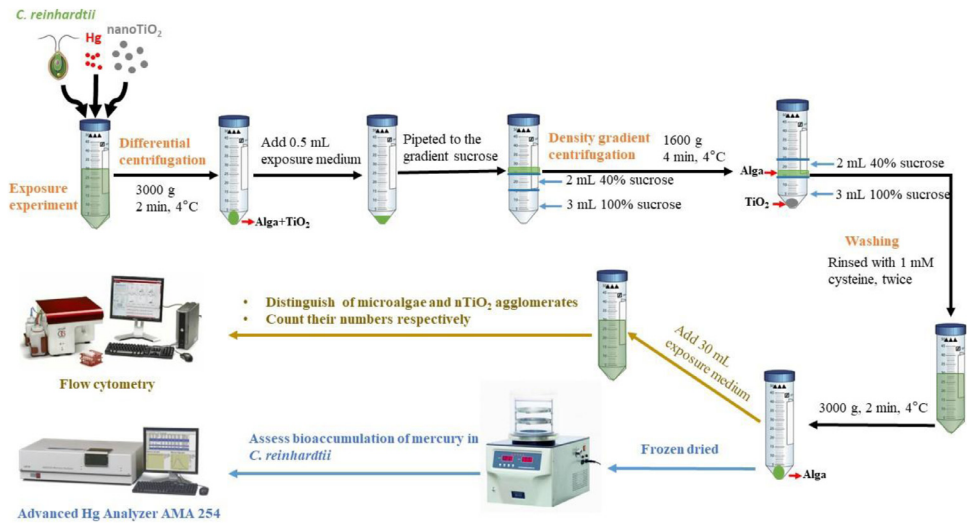 C. reinhardtii
Hg
nanoTiO2
Exposure
experiment
Differential
centrifugation
3000 g
2 min, 4°C
Alga+TiO2
Add 0.5 mL
exposure medium
Pipeted to the
gradient sucrose
Density gradient
centrifugation
1600 g
4 min, 4°C
2 mL 40% sucrose
3 mL 100% sucrose
Alga
TiO2
2 mL 40% sucrose
3 mL 100% sucrose
Washing
Rinsed with 1 mM
cysteine, twice
3000 g, 2 min, 4°C
Alga
Add 30 mL
exposure medium
• Distinguish of microalgae and nTiO2 agglomerates
• Count their numbers respectively
Flow cytometry
Frozen dried
Assess bioaccumulation of mercury in
C. reinhardtii
Advanced Hg Analyzer AMA 254